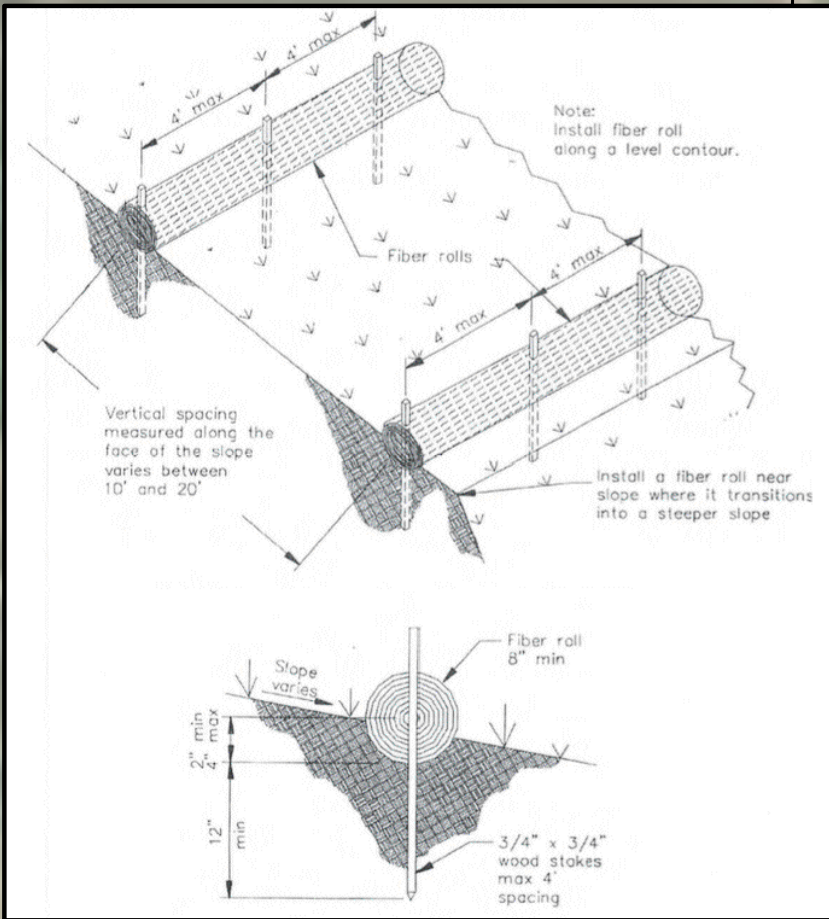 4' max
4' max
Note:
Install fiber roll
along a level contour.
Fiber rolls
4' max
4' max
Vertical spacing
measured along the
face of the slope
varies between
10' and 20'
Install a fiber roll near
slope where it transitions
into a steeper slope
Fiber roll
8" min
Slope
varies
2" min
4" max
12"
min
3/4" x 3/4"
wood stakes
max 4'
spacing